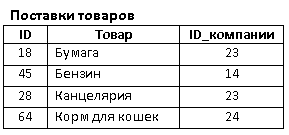 Поставки товаров
ID Товар ID_компании
18 Бумага 23
45 Бензин 14
28 Канцелярия 23
64 Корм для кошек 24